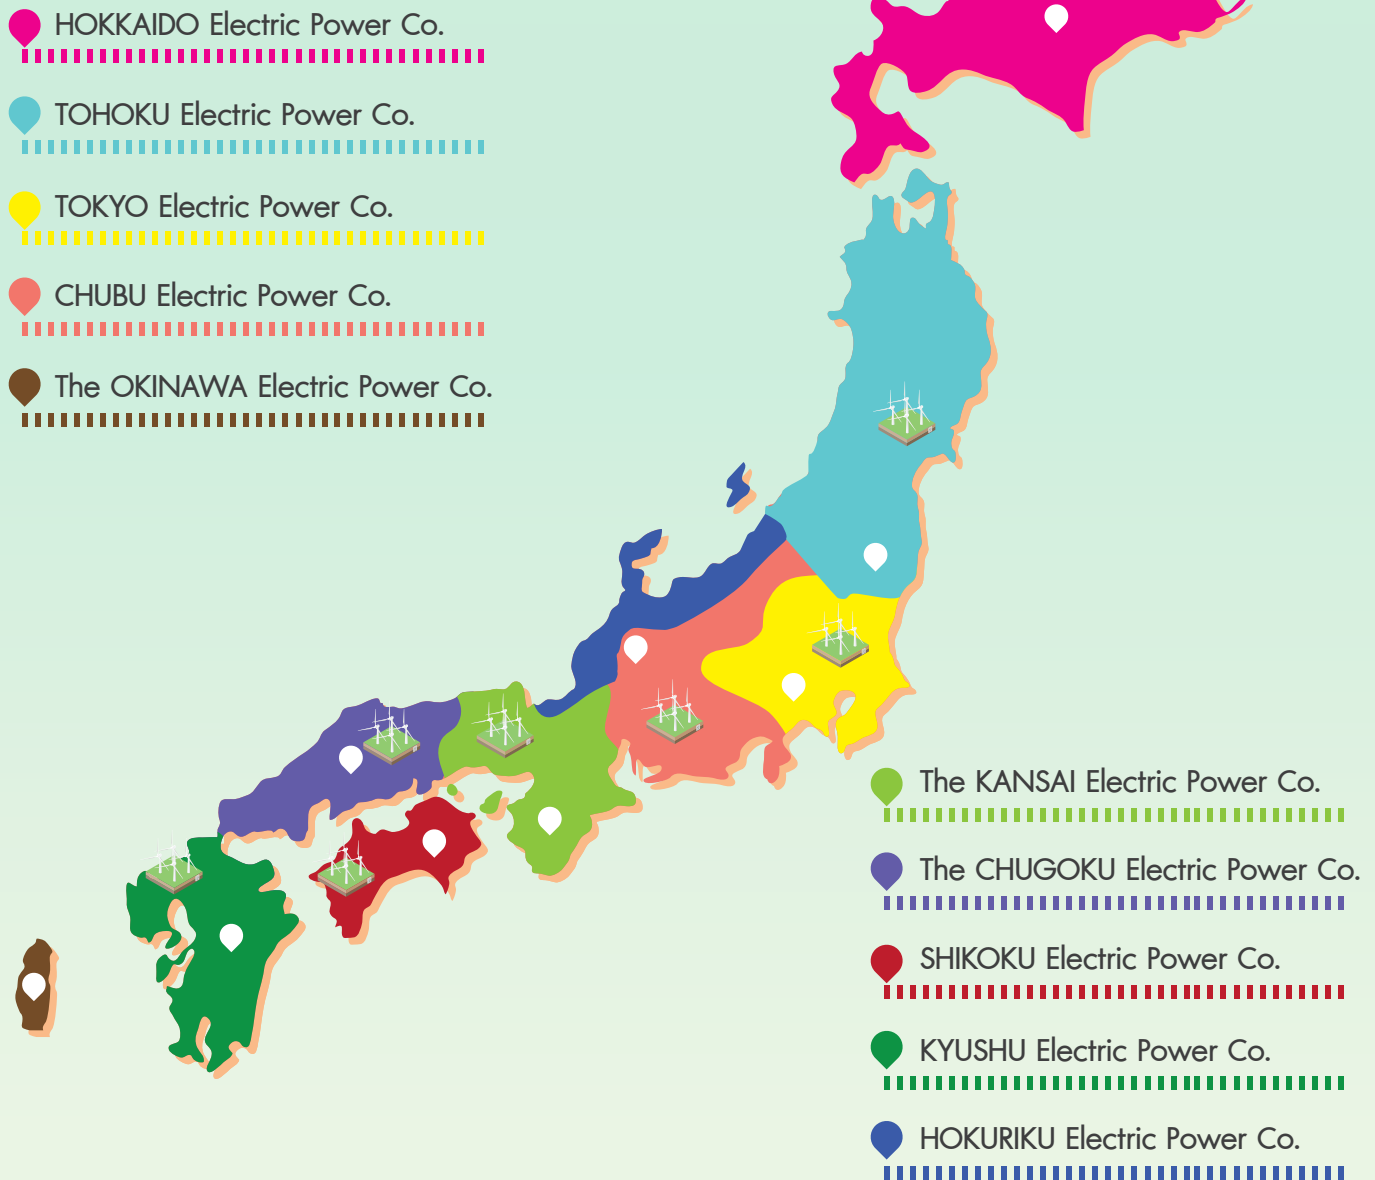 HOKKAIDO Electric Power Co.
TOHOKU Electric Power Co.
TOKYO Electric Power Co.
CHUBU Electric Power Co.
The OKINAWA Electric Power Co.
The KANSAI Electric Power Co.
The CHUGOKU Electric Power Co.
SHIKOKU Electric Power Co.
KYUSHU Electric Power Co.
HOKURIKU Electric Power Co.